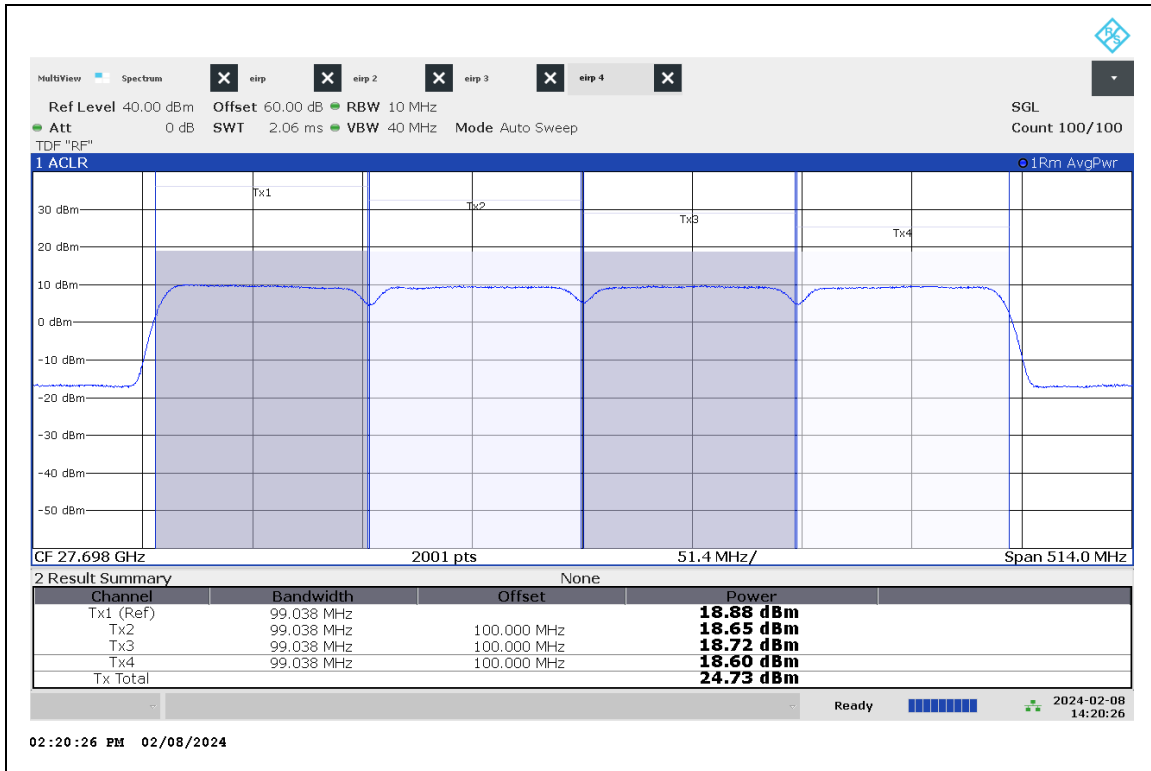 R&S
MultiView Spectrum eirp eirp 2 eirp 3 eirp 4
Ref Level 40.00 dBm Offset 60.00 dB RBW 10 MHz SGL
Att 0 dB SWT 2.06 ms VBW 40 MHz Mode Auto Sweep Count 100/100
TDF "RF"
1 ACLR 1Rm AvgPwr
Tx1
Tx2
30 dBm
Tx3
Tx4
20 dBm
10 dBm
0 dBm
-10 dBm
-20 dBm
-30 dBm
-40 dBm
-50 dBm
CF 27.698 GHz 2001 pts 51.4 MHz/ Span 514.0 MHz
2 Result Summary None
Channel Bandwidth Offset Power
Tx1 (Ref) 99.038 MHz 18.88 dBm
Tx2 99.038 MHz 100.000 MHz 18.65 dBm
Tx3 99.038 MHz 100.000 MHz 18.72 dBm
Tx4 99.038 MHz 100.000 MHz 18.60 dBm
Tx Total 24.73 dBm
Ready 2024-02-08
14:20:26
02:20:26 PM 02/08/2024